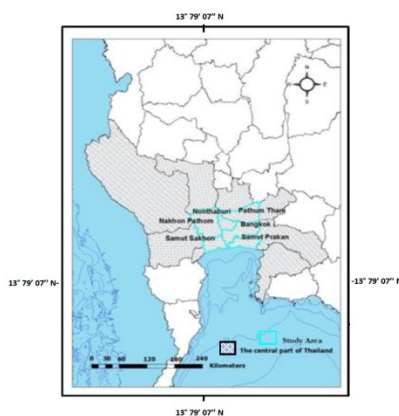 13° 79′ 07″ N
N
S
Nonthaburi Pathum Thani
Nakhon Pathom Bangkok
Samut Sakhon Samut Prakan
13° 79′ 07″ N- -13° 79′ 07″ N
Study Area
The central part of Thailand
0 30 60 120 180 240
Kilometers
13° 79′ 07″ N